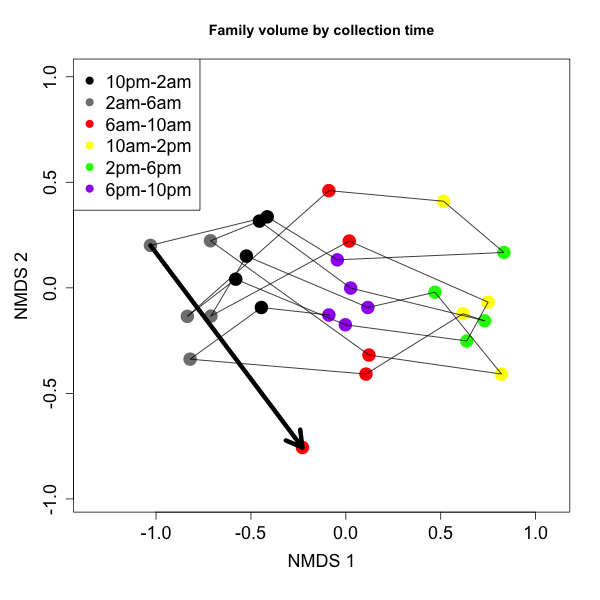 Family volume by collection time
10pm-2am
2am-6am
6am-10am
10am-2pm
2pm-6pm
6pm-10pm
1.0
0.5
0.0
-0.5
-1.0
NMDS 2
-1.0 -0.5 0.0 0.5 1.0
NMDS 1